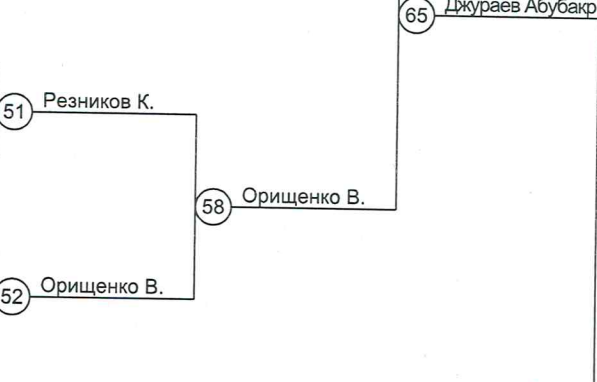 65 Джураев Абубакр
51 Резников К.
58 Орищенко В.
52 Орищенко В.